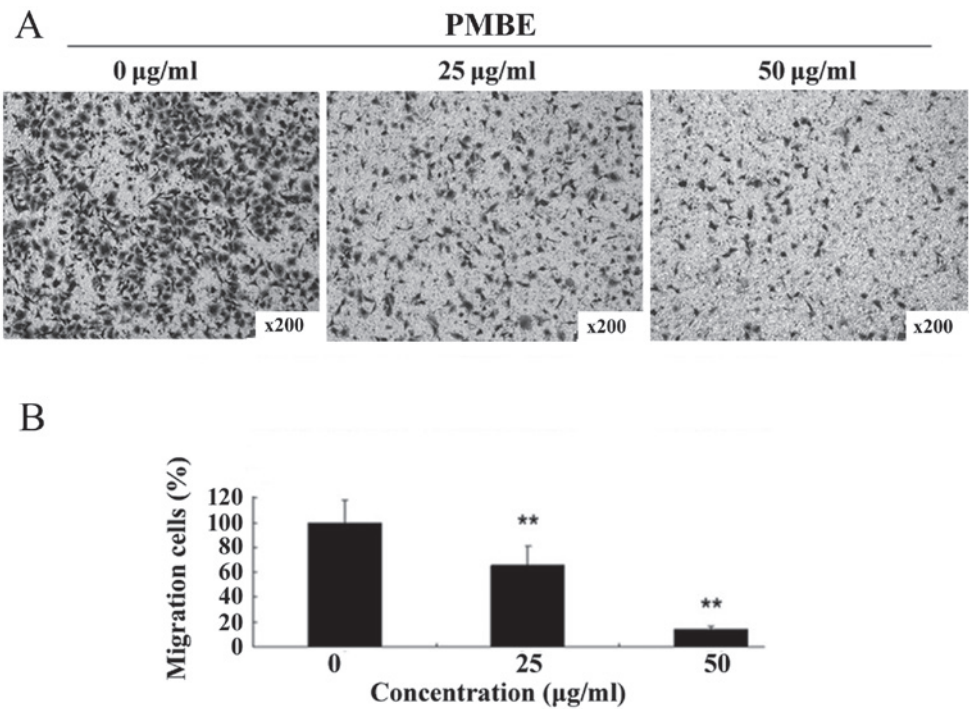 A
PMBE
0 µg/ml 25 µg/ml 50 µg/ml
x200 x200 x200
B
Migration cells (%)
120
100
80
60
40
20
0
**
**
0 25 50
Concentration (µg/ml)